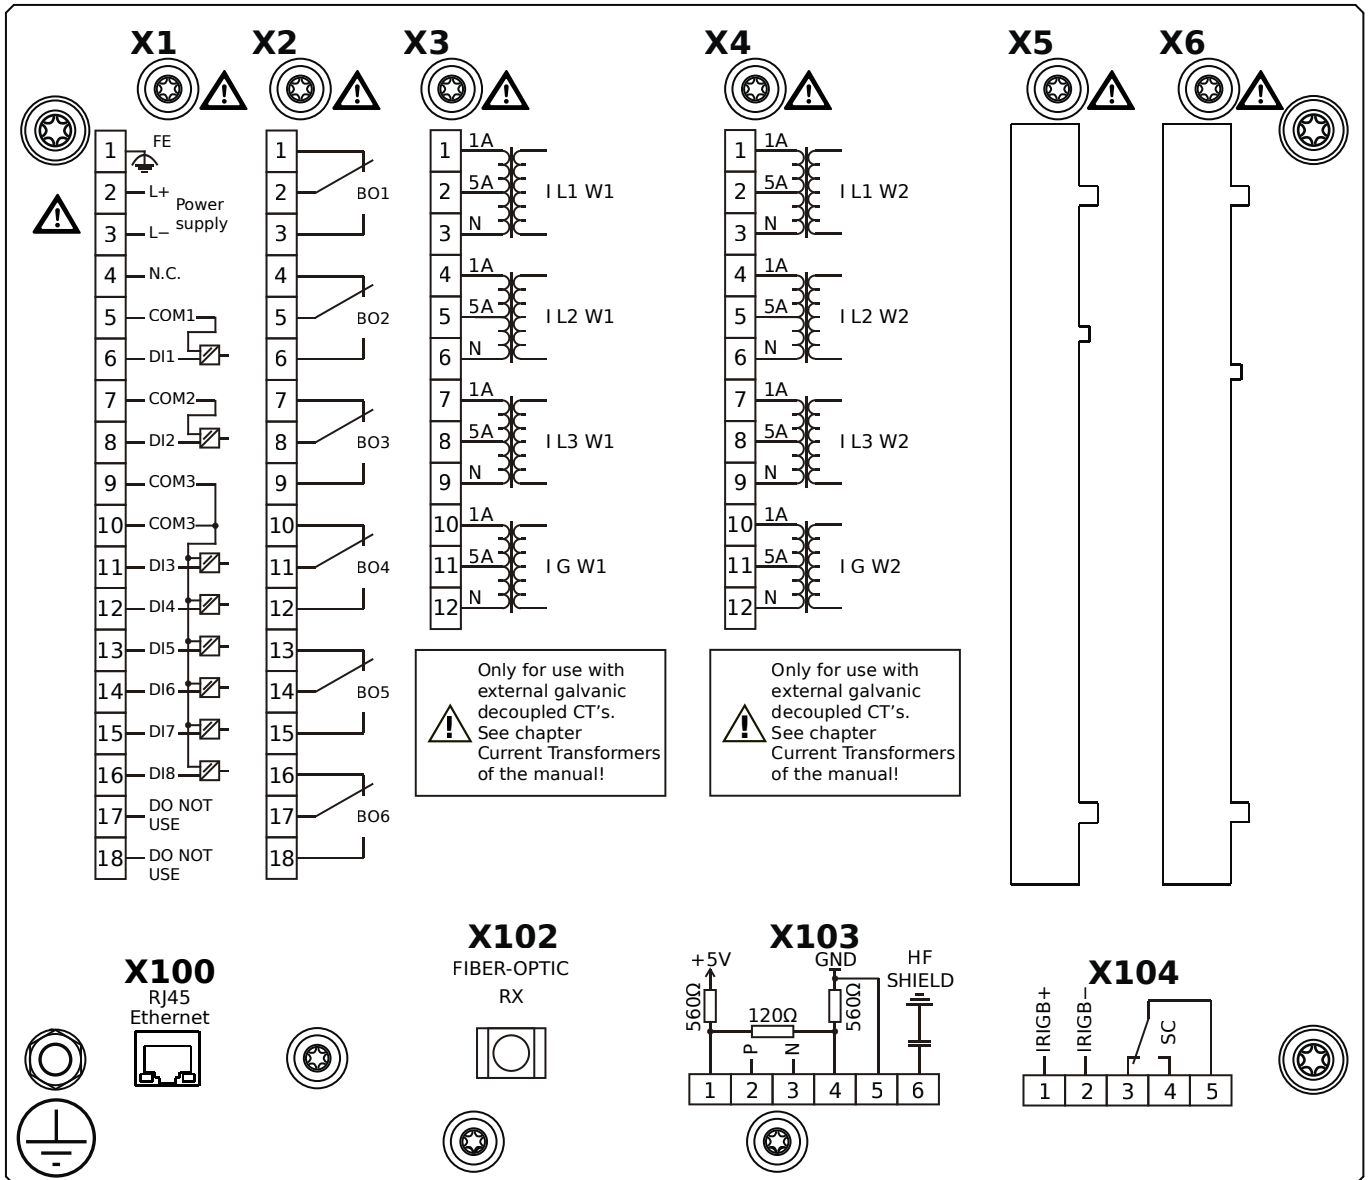 X1
X2
X3
X4
X5
X6
1
FE
2
L+
Power
supply
3
L−
4
N.C.
5
COM1
6
DI1
7
COM2
8
DI2
9
COM3
10
COM3
11
DI3
12
DI4
13
DI5
14
DI6
15
DI7
16
DI8
17
DO NOT
USE
18
DO NOT
USE
1
2
BO1
3
4
5
BO2
6
7
8
BO3
9
10
11
BO4
12
13
14
BO5
15
16
17
BO6
18
1
1A
2
5A
I L1 W1
3
N
4
1A
5
5A
I L2 W1
6
N
7
1A
8
5A
I L3 W1
9
N
10
1A
11
5A
I G W1
12
N
Only for use with
external galvanic
decoupled CT's.
See chapter
Current Transformers
of the manual!
1
1A
2
5A
I L1 W2
3
N
4
1A
5
5A
I L2 W2
6
N
7
1A
8
5A
I L3 W2
9
N
10
1A
11
5A
I G W2
12
N
Only for use with
external galvanic
decoupled CT's.
See chapter
Current Transformers
of the manual!
X100
RJ45
Ethernet
X102
FIBER-OPTIC
RX
X103
+5V
GND
HF
SHIELD
560Ω
120Ω
560Ω
P
N
1 2 3 4 5 6
X104
IRIGB+
IRIGB−
SC
1 2 3 4 5